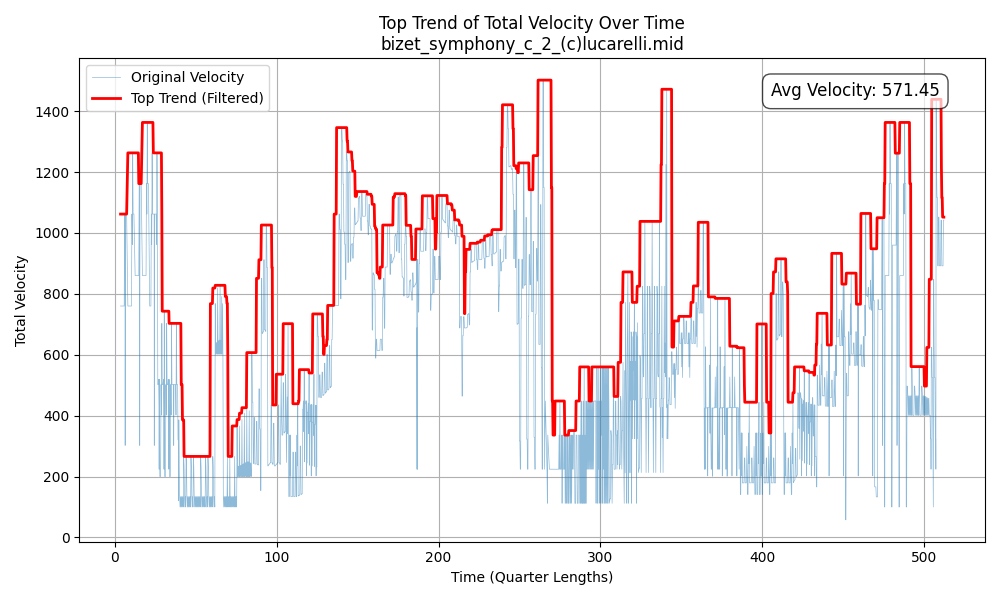 Top Trend of Total Velocity Over Time
bizet_symphony_c_2_(c)lucarelli.mid
Original Velocity
Top Trend (Filtered)
Avg Velocity: 571.45
Total Velocity
1400
1200
1000
800
600
400
200
0
0 100 200 300 400 500
Time (Quarter Lengths)